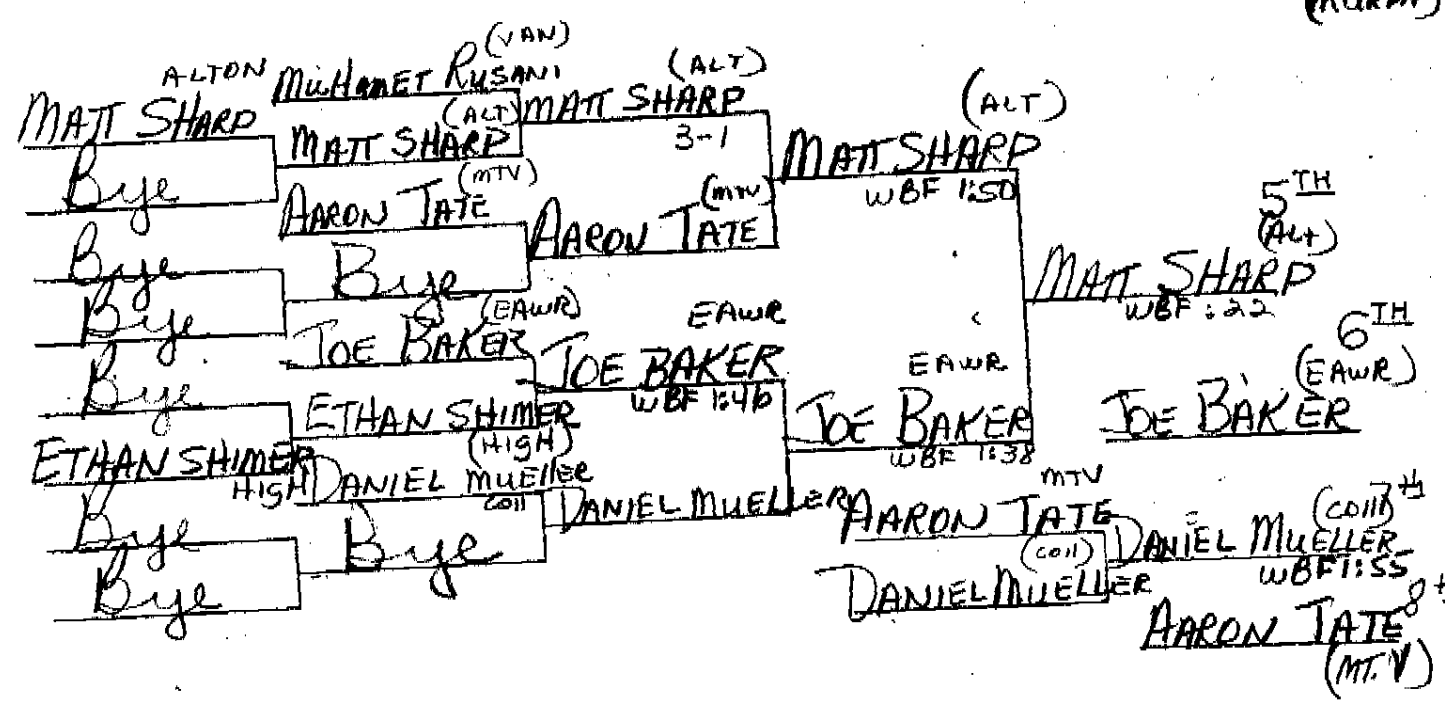 ALTON
MATT SHARP
Bye
Bye
Bye
Bye
ETHAN SHIMER
HIGH
Bye
Bye
(VAN)
MUHAMET RUSANI
(ALT)
MATT SHARP
(MTV)
AARON TATE
Bye
(EAWR)
JOE BAKER
ETHAN SHIMER
(HIGH)
DANIEL MUELLER
COll
Bye
(ALT)
MATT SHARP
3-1
(MTV)
AARON TATE
EAWR
JOE BAKER
WBF 1:46
DANIEL MUELLER
(ALT)
MATT SHARP
WBF 1:50
EAWR
JOE BAKER
WBF 1:38
5TH
(ALT)
MATT SHARP
WBF :22
6TH
(EAWR)
JOE BAKER
MTV
AARON TATE
(COll)
DANIEL MUELLER
(COll) 7th
DANIEL MUELLER
WBF 1:55
AARON TATE
(MT. V)